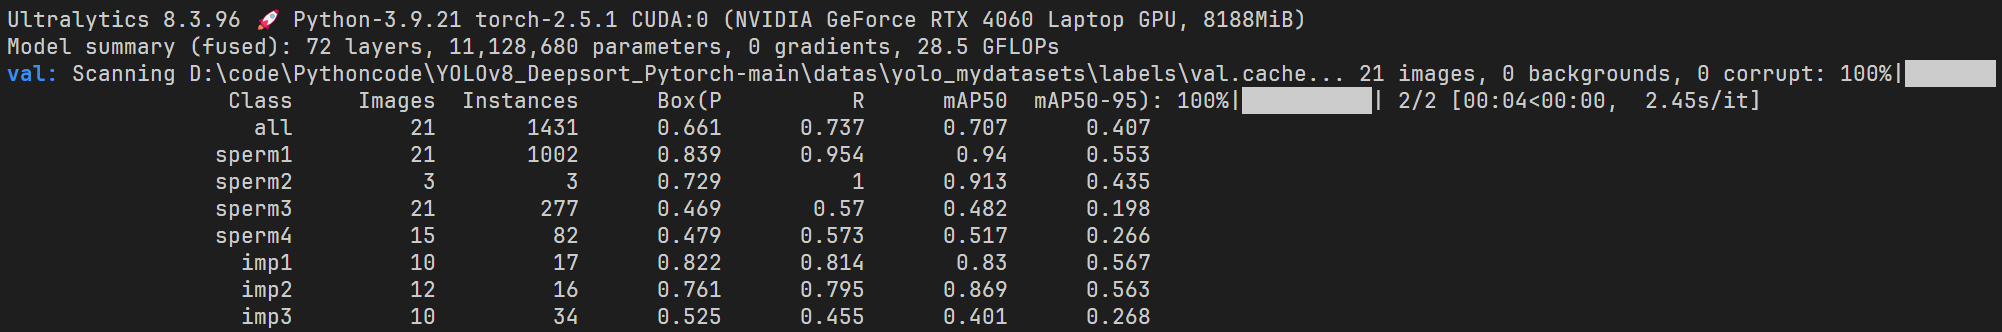 Ultralytics 8.3.96 🚀 Python-3.9.21 torch-2.5.1 CUDA:0 (NVIDIA GeForce RTX 4060 Laptop GPU, 8188MiB)
Model summary (fused): 72 layers, 11,128,680 parameters, 0 gradients, 28.5 GFLOPs
val: Scanning D:\code\Pythoncode\YOLOv8_Deepsort_Pytorch-main\datas\yolo_mydatasets\labels\val.cache... 21 images, 0 backgrounds, 0 corrupt: 100%|
Class Images Instances Box(P R mAP50 mAP50-95): 100%|██████████| 2/2 [00:04<00:00, 2.45s/it]
all 21 1431 0.661 0.737 0.707 0.407
sperm1 21 1002 0.839 0.954 0.94 0.553
sperm2 3 3 0.729 1 0.913 0.435
sperm3 21 277 0.469 0.57 0.482 0.198
sperm4 15 82 0.479 0.573 0.517 0.266
imp1 10 17 0.822 0.814 0.83 0.567
imp2 12 16 0.761 0.795 0.869 0.563
imp3 10 34 0.525 0.455 0.401 0.268